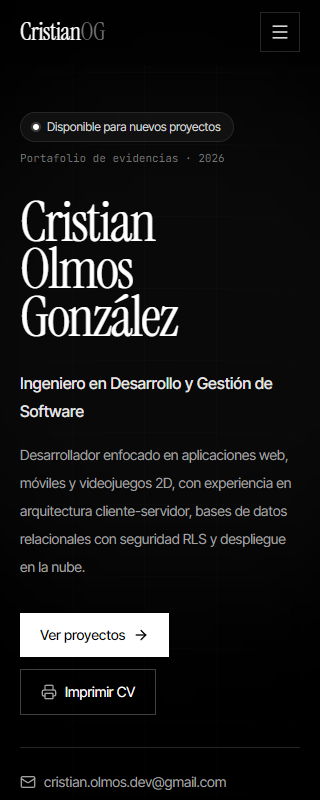 CristianOG
Disponible para nuevos proyectos
Portafolio de evidencias · 2026
Cristian
Olmos
González
Ingeniero en Desarrollo y Gestión de
Software
Desarrollador enfocado en aplicaciones web,
móviles y videojuegos 2D, con experiencia en
arquitectura cliente-servidor, bases de datos
relacionales con seguridad RLS y despliegue
en la nube.
Ver proyectos
Imprimir CV
cristian.olmos.dev@gmail.com